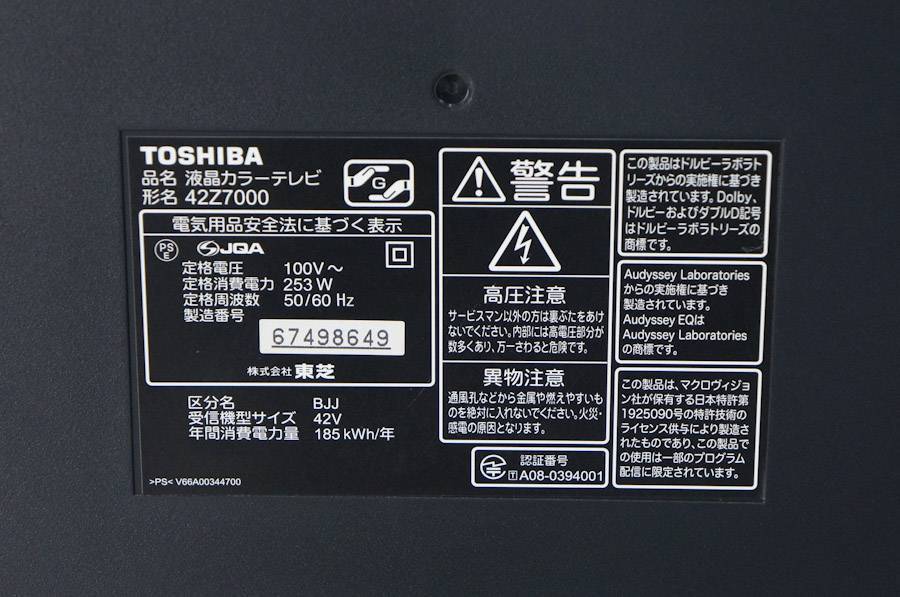 TOSHIBA
品名 液晶カラーテレビ
形名 42Z7000
G
電気用品安全法に基づく表示
PS
E
JQA
定格電圧 100V～
定格消費電力 253 W
定格周波数 50/60 Hz
製造番号
67498649
株式会社 東芝
区分名 BJJ
受信機型サイズ 42V
年間消費電力量 185 kWh/年
>PS< V66A00344700
警告
高圧注意
サービスマン以外の方は裏ぶたをあけ
ないでください。内部には高電圧部分が
数多くあり、万一さわると危険です。
異物注意
通風孔などから金属や燃えやすいもの
を絶対に入れないでください。火災・
感電の原因となります。
認証番号
T A08-0394001
この製品はドルビーラボラト
リーズからの実施権に基づき
製造されています。Dolby、
ドルビーおよびダブルD記号
はドルビーラボラトリーズの
商標です。
Audyssey Laboratories
からの実施権に基づき
製造されています。
Audyssey EQは
Audyssey Laboratories
の商標です。
この製品は、マクロヴィジョ
ン社が保有する日本特許第
1925090号の特許技術の
ライセンス供与により製造さ
れたものであり、この製品で
の使用は一部のプログラム
配信に限定されています。